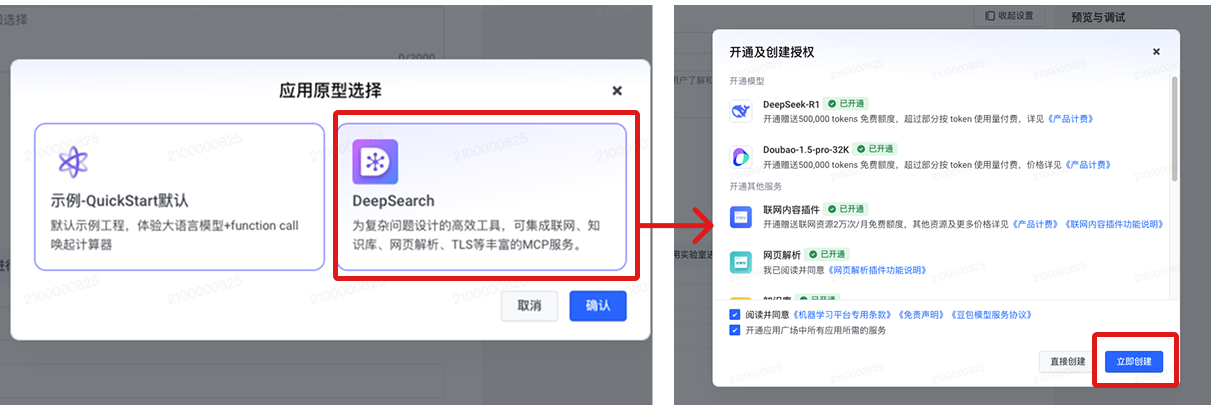 口选择
0/2000
应用原型选择
示例-QuickStart默认
默认示例工程，体验大语言模型+function call
唤起计算器
DeepSearch
为复杂问题设计的高效工具，可集成联网、知
识库、网页解析、TLS等丰富的MCP服务。
取消
确认
2100000825
收起设置
预览与调试
开通及创建授权
开通模型
DeepSeek-R1
已开通
开通赠送500,000 tokens 免费额度，超过部分按 token 使用量付费，详见《产品计费》
Doubao-1.5-pro-32K
已开通
开通赠送500,000 tokens 免费额度，超过部分按 token 使用量付费，价格详见《产品计费》
开通其他服务
联网内容插件
已开通
开通赠送联网资源2万次/月免费额度，其他资源及更多价格详见《产品计费》《联网内容插件功能说明》
网页解析
已开通
我已阅读并同意《网页解析插件功能说明》
知识库
已开通
阅读并同意《机器学习平台专用条款》《免责声明》《豆包模型服务协议》
开通应用广场中所有应用所需的服务
直接创建
立即创建